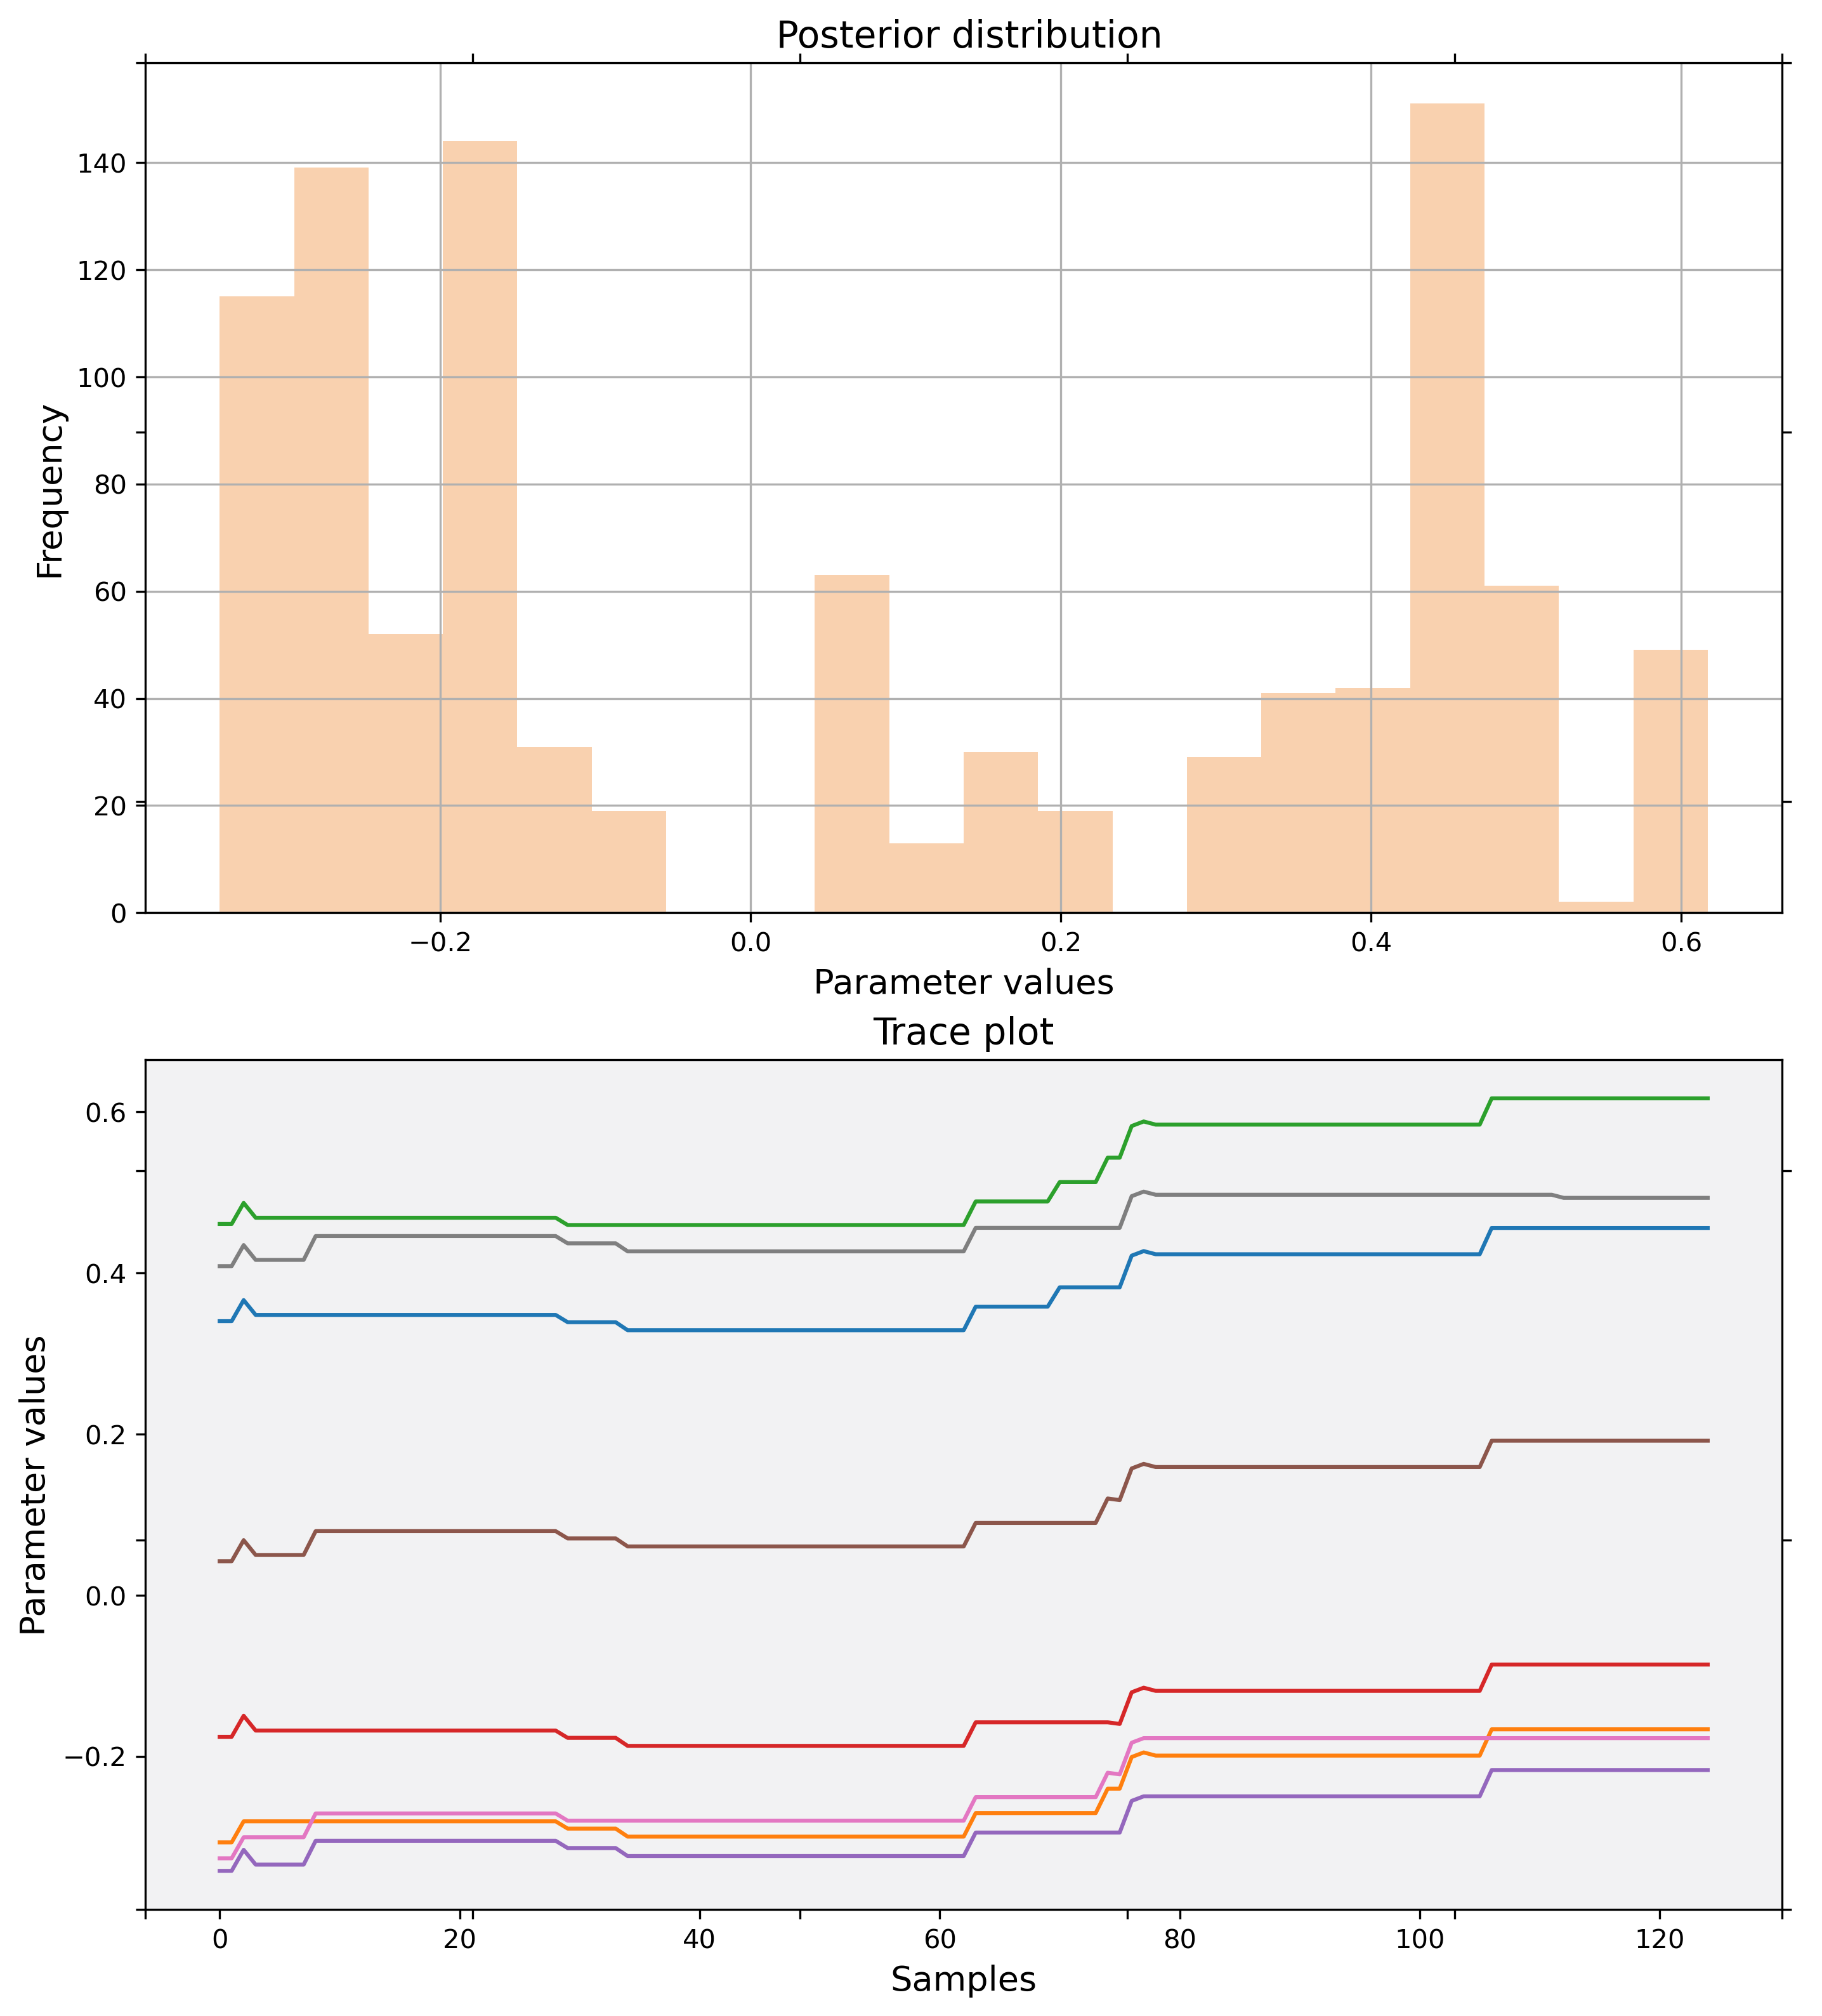 Posterior distribution
140
120
100
80
60
40
20
0
Frequency
−0.2 0.0 0.2 0.4 0.6
Parameter values
Trace plot
0.6
0.4
0.2
0.0
−0.2
Parameter values
0 20 40 60 80 100 120
Samples